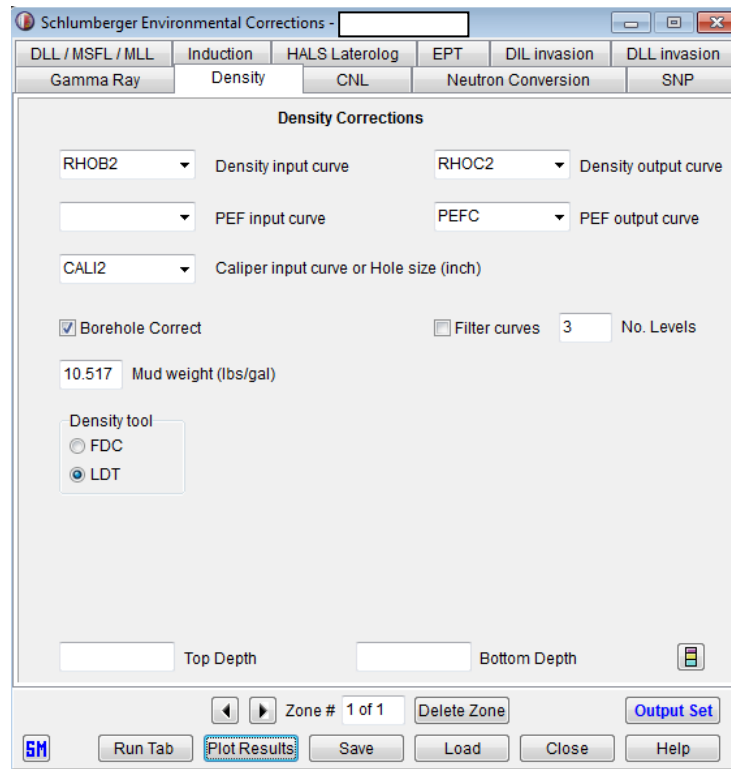 Schlumberger Environmental Corrections -
DLL / MSFL / MLL Induction HALS Laterolog EPT DIL invasion DLL invasion
Gamma Ray Density CNL Neutron Conversion SNP
Density Corrections
RHOB2 Density input curve RHOC2 Density output curve
PEF input curve PEFC PEF output curve
CALI2 Caliper input curve or Hole size (inch)
Borehole Correct Filter curves 3 No. Levels
10.517 Mud weight (lbs/gal)
Density tool
FDC
LDT
Top Depth Bottom Depth
Zone # 1 of 1 Delete Zone Output Set
SM Run Tab Plot Results Save Load Close Help